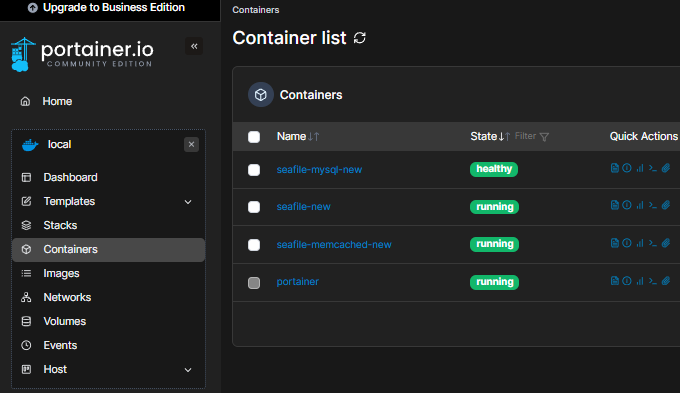 Upgrade to Business Edition
portainer.io
COMMUNITY EDITION
Home
local
Dashboard
Templates
Stacks
Containers
Images
Networks
Volumes
Events
Host
Containers
Container list
Containers
Name State Filter Quick Actions
seafile-mysql-new healthy
seafile-new running
seafile-memcached-new running
portainer running